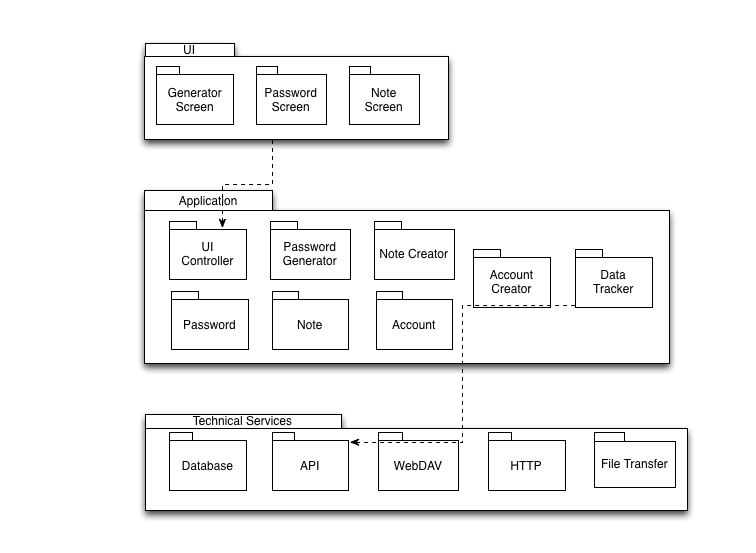 UI
Generator
Screen
Password
Screen
Note
Screen
Application
UI
Controller
Password
Generator
Note Creator
Account
Creator
Data
Tracker
Password
Note
Account
Technical Services
Database
API
WebDAV
HTTP
File Transfer